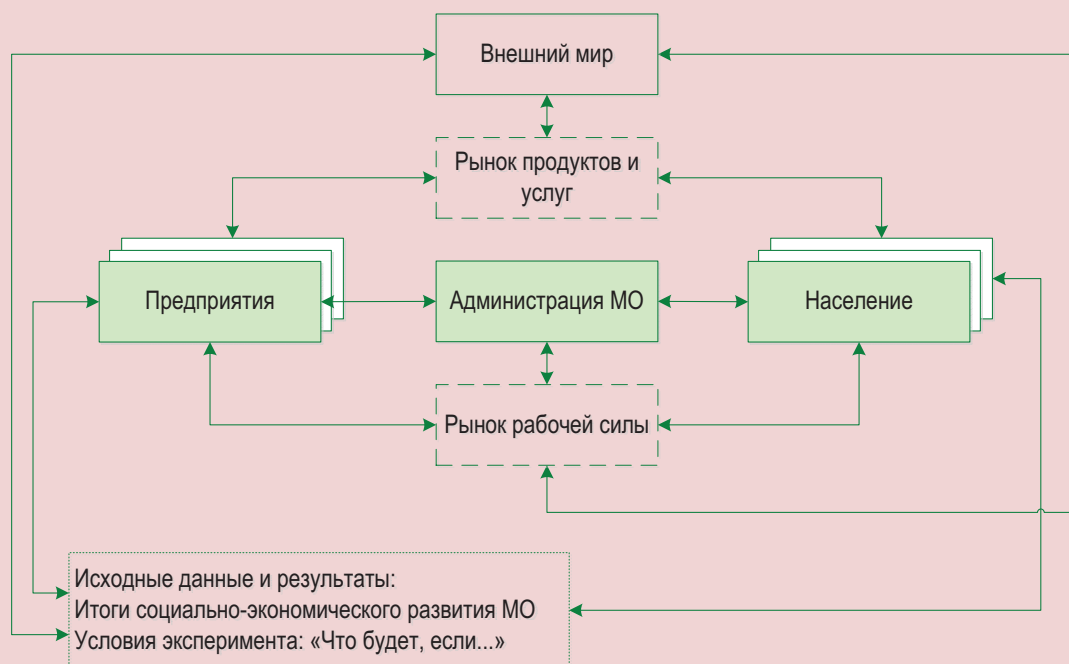 Внешний мир
Рынок продуктов и
услуг
Предприятия
Администрация МО
Население
Рынок рабочей силы
Исходные данные и результаты:
Итоги социально-экономического развития МО
Условия эксперимента: «Что будет, если...»